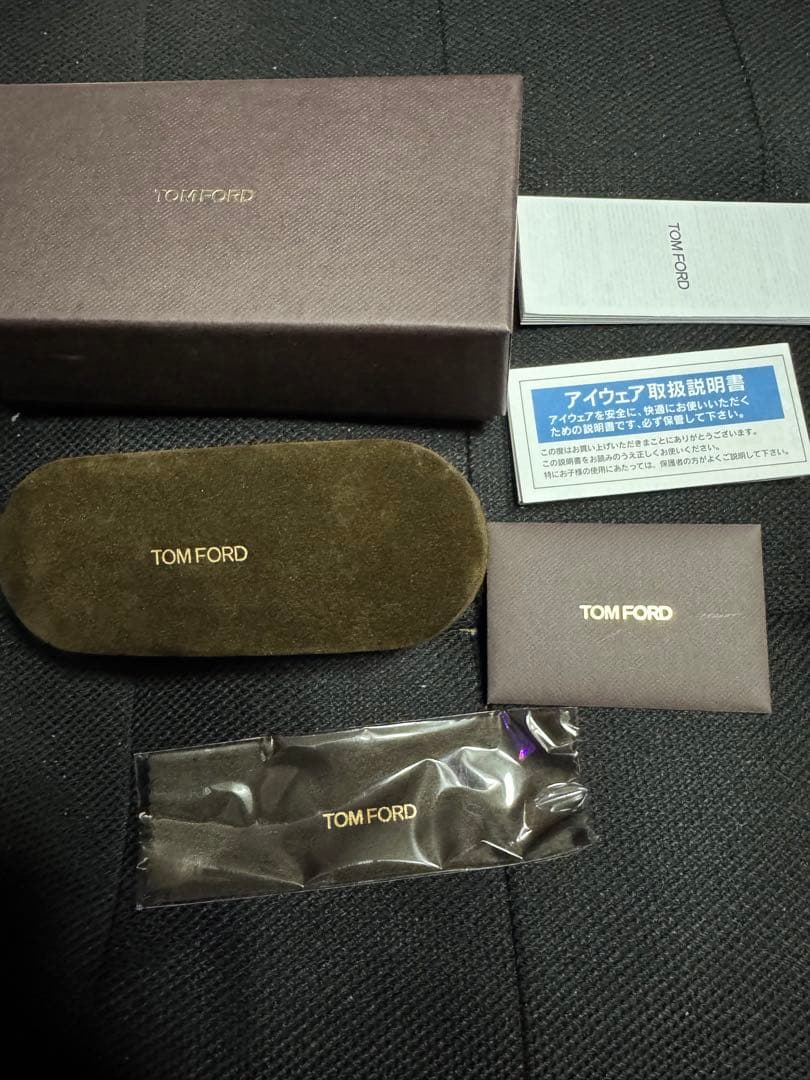 TOM FORD
TOM FORD
アイウェア取扱説明書
アイウェアを安全に、快適にお使いいただく
ための説明書です、必ず保管して下さい。
この度はお買い上げいただきまことにありがとうございます。
この説明書をお読みのうえ正しくお使いください。
特にお子様の使用にあたっては、保護者の方がよくご説明して下さい。
TOM FORD
TOM FORD
TOM FORD